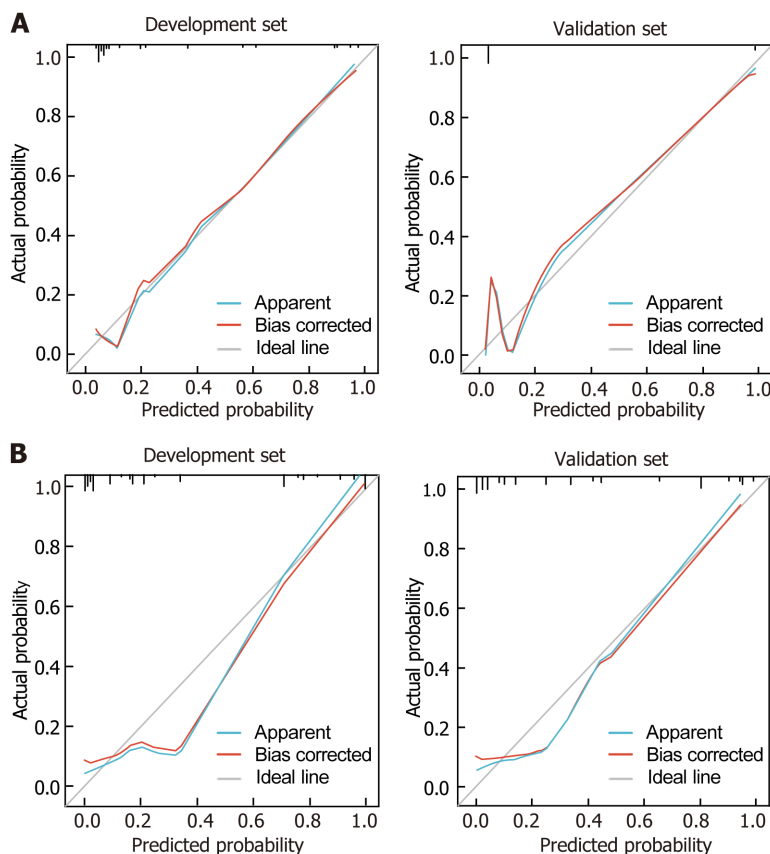 A
Development set
1.0
0.8
0.6
0.4
0.2
0.0
Actual probability
Apparent
Bias corrected
Ideal line
0.0 0.2 0.4 0.6 0.8 1.0
Predicted probability
Validation set
1.0
0.8
0.6
0.4
0.2
0.0
Actual probability
Apparent
Bias corrected
Ideal line
0.0 0.2 0.4 0.6 0.8 1.0
Predicted probability
B
Development set
1.0
0.8
0.6
0.4
0.2
0.0
Actual probability
Apparent
Bias corrected
Ideal line
0.0 0.2 0.4 0.6 0.8 1.0
Predicted probability
Validation set
1.0
0.8
0.6
0.4
0.2
0.0
Actual probability
Apparent
Bias corrected
Ideal line
0.0 0.2 0.4 0.6 0.8 1.0
Predicted probability